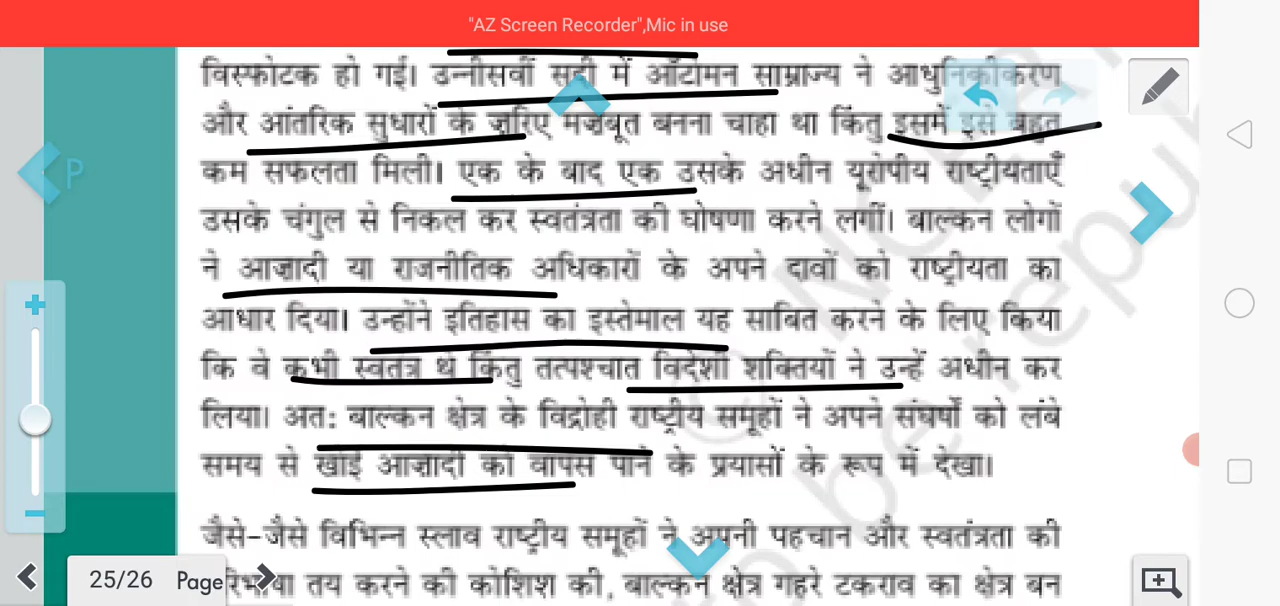 "AZ Screen Recorder",Mic in use
विस्फोटक हो गई। उन्नीसवीं सदी में ऑटोमन साम्राज्य ने आधुनिकीकरण
और आंतरिक सुधारों के ज़रिए मज़बूत बनना चाहा था किंतु इसमें इसे बहुत
कम सफलता मिली। एक के बाद एक उसके अधीन यूरोपीय राष्ट्रीयताएँ
उसके चंगुल से निकल कर स्वतंत्रता की घोषणा करने लगीं। बाल्कन लोगों
ने आज़ादी या राजनीतिक अधिकारों के अपने दावों को राष्ट्रीयता का
आधार दिया। उन्होंने इतिहास का इस्तेमाल यह साबित करने के लिए किया
कि वे कभी स्वतंत्र थे किंतु तत्पश्चात विदेशी शक्तियों ने उन्हें अधीन कर
लिया। अत: बाल्कन क्षेत्र के विद्रोही राष्ट्रीय समूहों ने अपने संघर्षों को लंबे
समय से खोई आज़ादी को वापस पाने के प्रयासों के रूप में देखा।
जैसे-जैसे विभिन्न स्लाव राष्ट्रीय समूहों ने अपनी पहचान और स्वतंत्रता की
तय करने की कोशिश की, बाल्कन क्षेत्र गहरे टकराव का क्षेत्र बन
P
25/26 Page